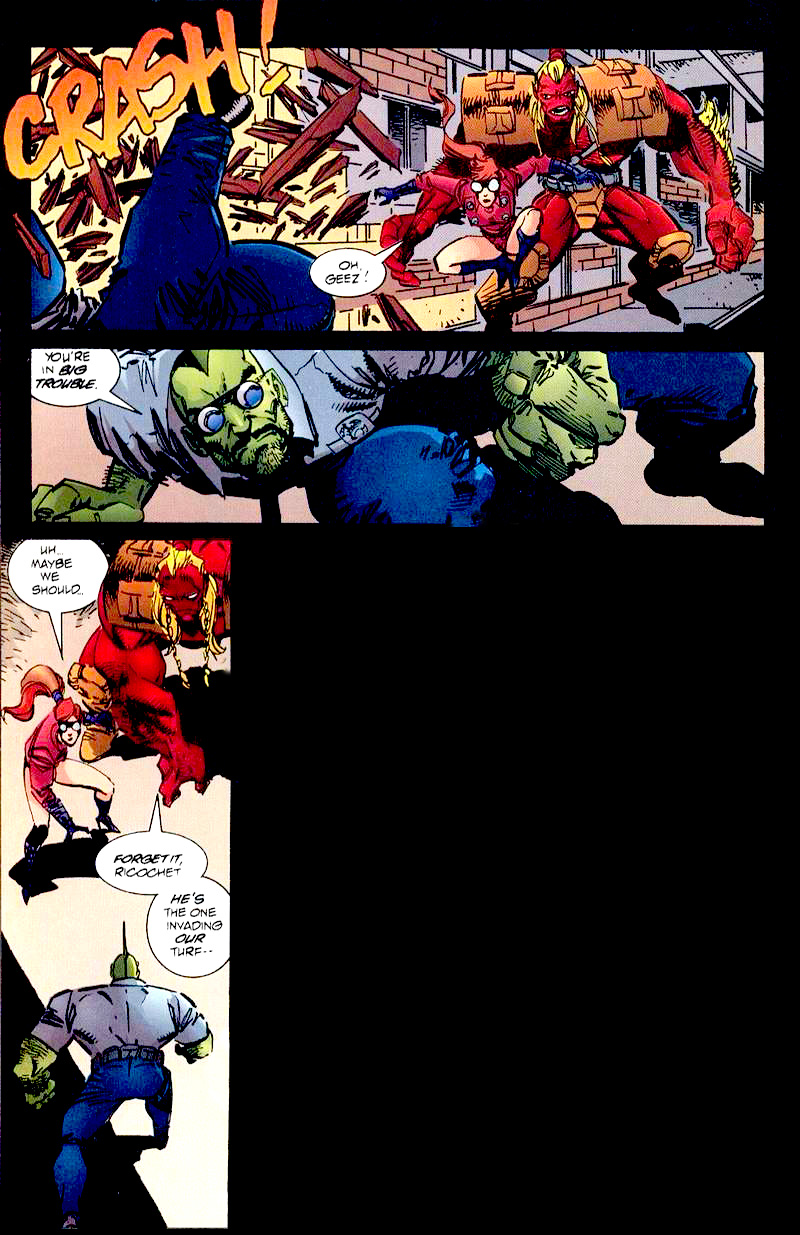 CRASH!
OH,
GEEZ!
YOU'RE
IN BIG
TROUBLE.
UH...
MAYBE
WE
SHOULD...
FORGET IT,
RICOCHET
HE'S
THE ONE
INVADING
OUR
TURF--